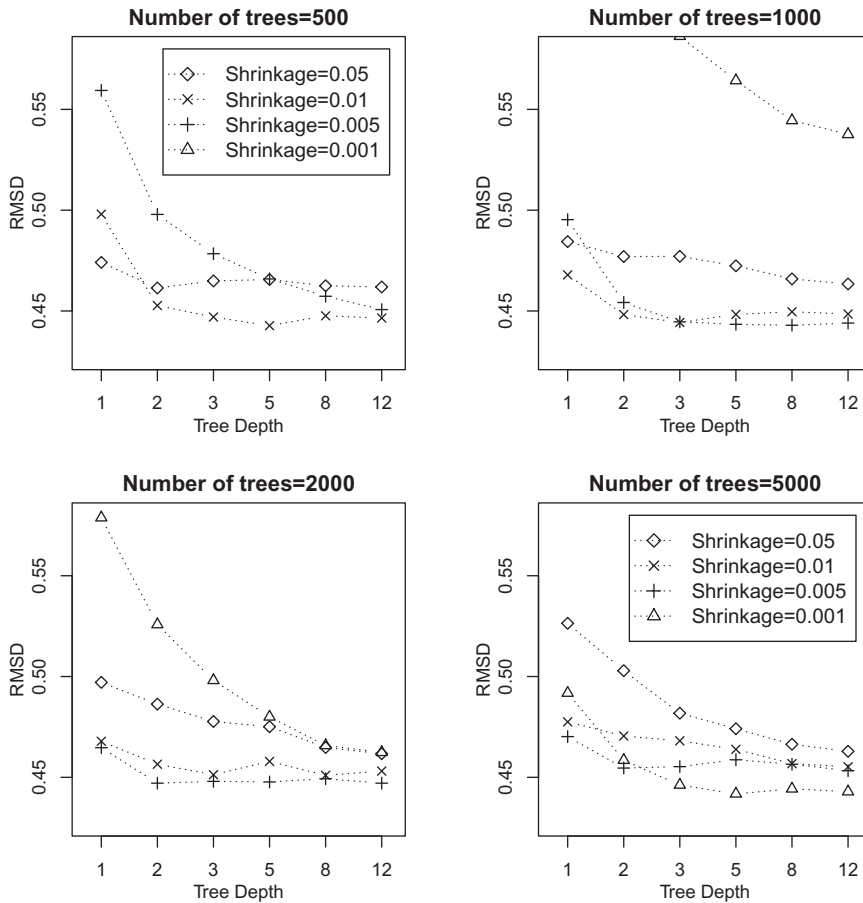 Number of trees=500
Shrinkage=0.05
Shrinkage=0.01
Shrinkage=0.005
Shrinkage=0.001
RMSD
0.45 0.50 0.55
1 2 3 5 8 12
Tree Depth
Number of trees=1000
RMSD
0.45 0.50 0.55
1 2 3 5 8 12
Tree Depth
Number of trees=2000
RMSD
0.45 0.50 0.55
1 2 3 5 8 12
Tree Depth
Number of trees=5000
Shrinkage=0.05
Shrinkage=0.01
Shrinkage=0.005
Shrinkage=0.001
RMSD
0.45 0.50 0.55
1 2 3 5 8 12
Tree Depth